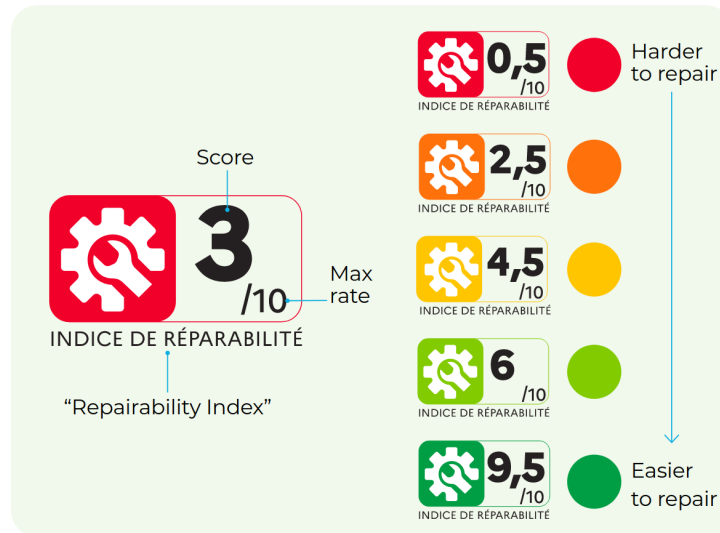 Score
3
/10
Max
rate
INDICE DE RÉPARABILITÉ
“Repairability Index”
0,5
/10
INDICE DE RÉPARABILITÉ
Harder
to repair
2,5
/10
INDICE DE RÉPARABILITÉ
4,5
/10
INDICE DE RÉPARABILITÉ
6
/10
INDICE DE RÉPARABILITÉ
9,5
/10
INDICE DE RÉPARABILITÉ
Easier
to repair